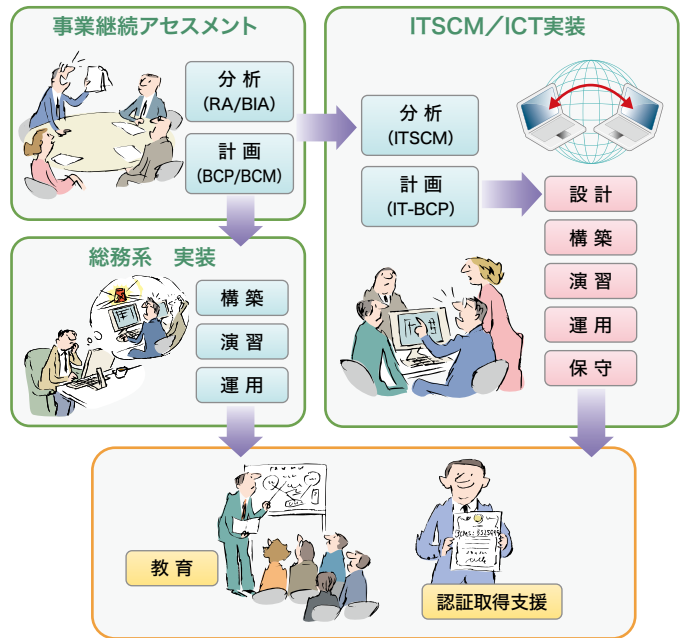 事業継続アセスメント
分析
(RA/BIA)
計画
(BCP/BCM)
ITSCM／ICT実装
分析
(ITSCM)
計画
(IT-BCP)
設計
構築
演習
運用
保守
総務系　実装
構築
演習
運用
教育
認証取得支援